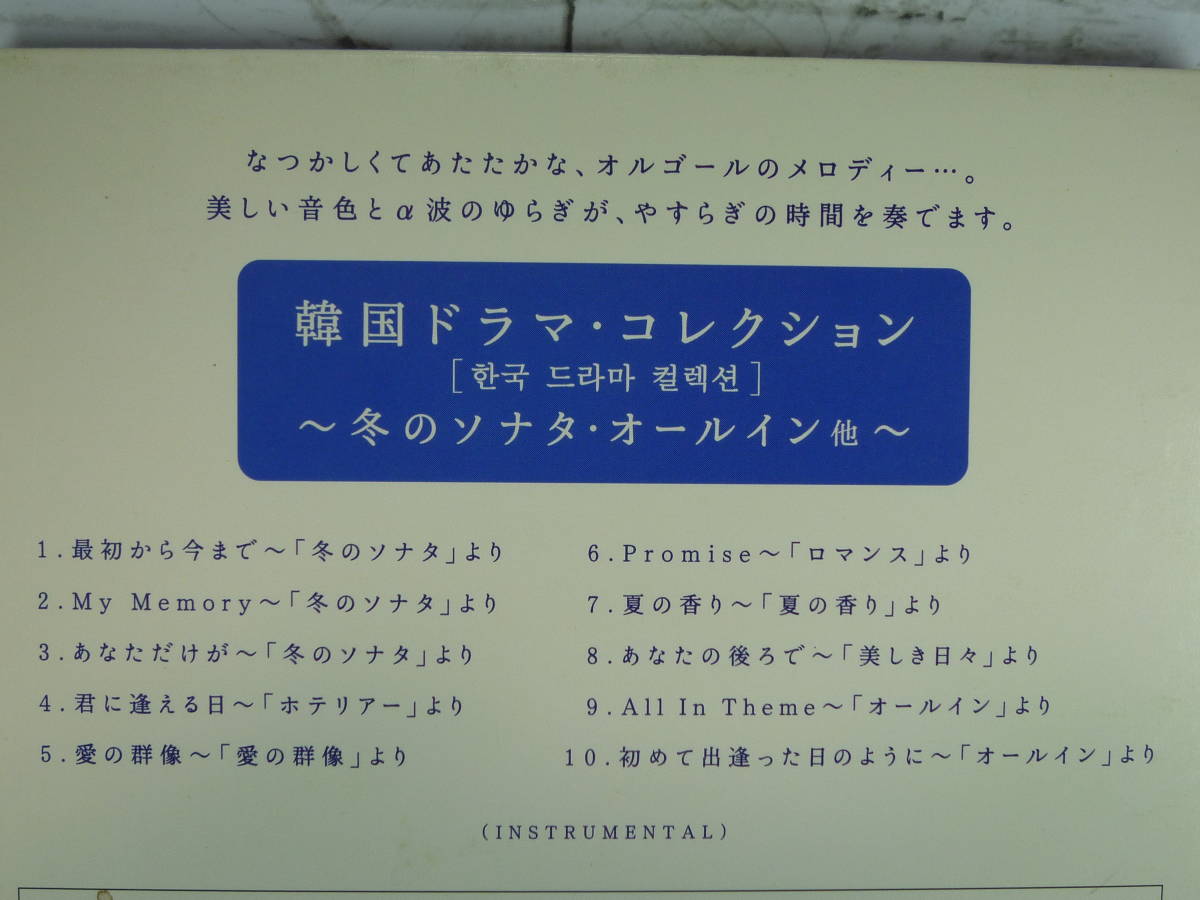 なつかしくてあたたかな、オルゴールのメロディー…。
美しい音色とα波のゆらぎが、やすらぎの時間を奏でます。
韓国ドラマ・コレクション
［한국 드라마 컬렉션］
～冬のソナタ・オールイン他～
1.最初から今まで～「冬のソナタ」より
2.My Memory～「冬のソナタ」より
3.あなただけが～「冬のソナタ」より
4.君に逢える日～「ホテリアー」より
5.愛の群像～「愛の群像」より
6.Promise～「ロマンス」より
7.夏の香り～「夏の香り」より
8.あなたの後ろで～「美しき日々」より
9.All In Theme～「オールイン」より
10.初めて出逢った日のように～「オールイン」より
(INSTRUMENTAL)